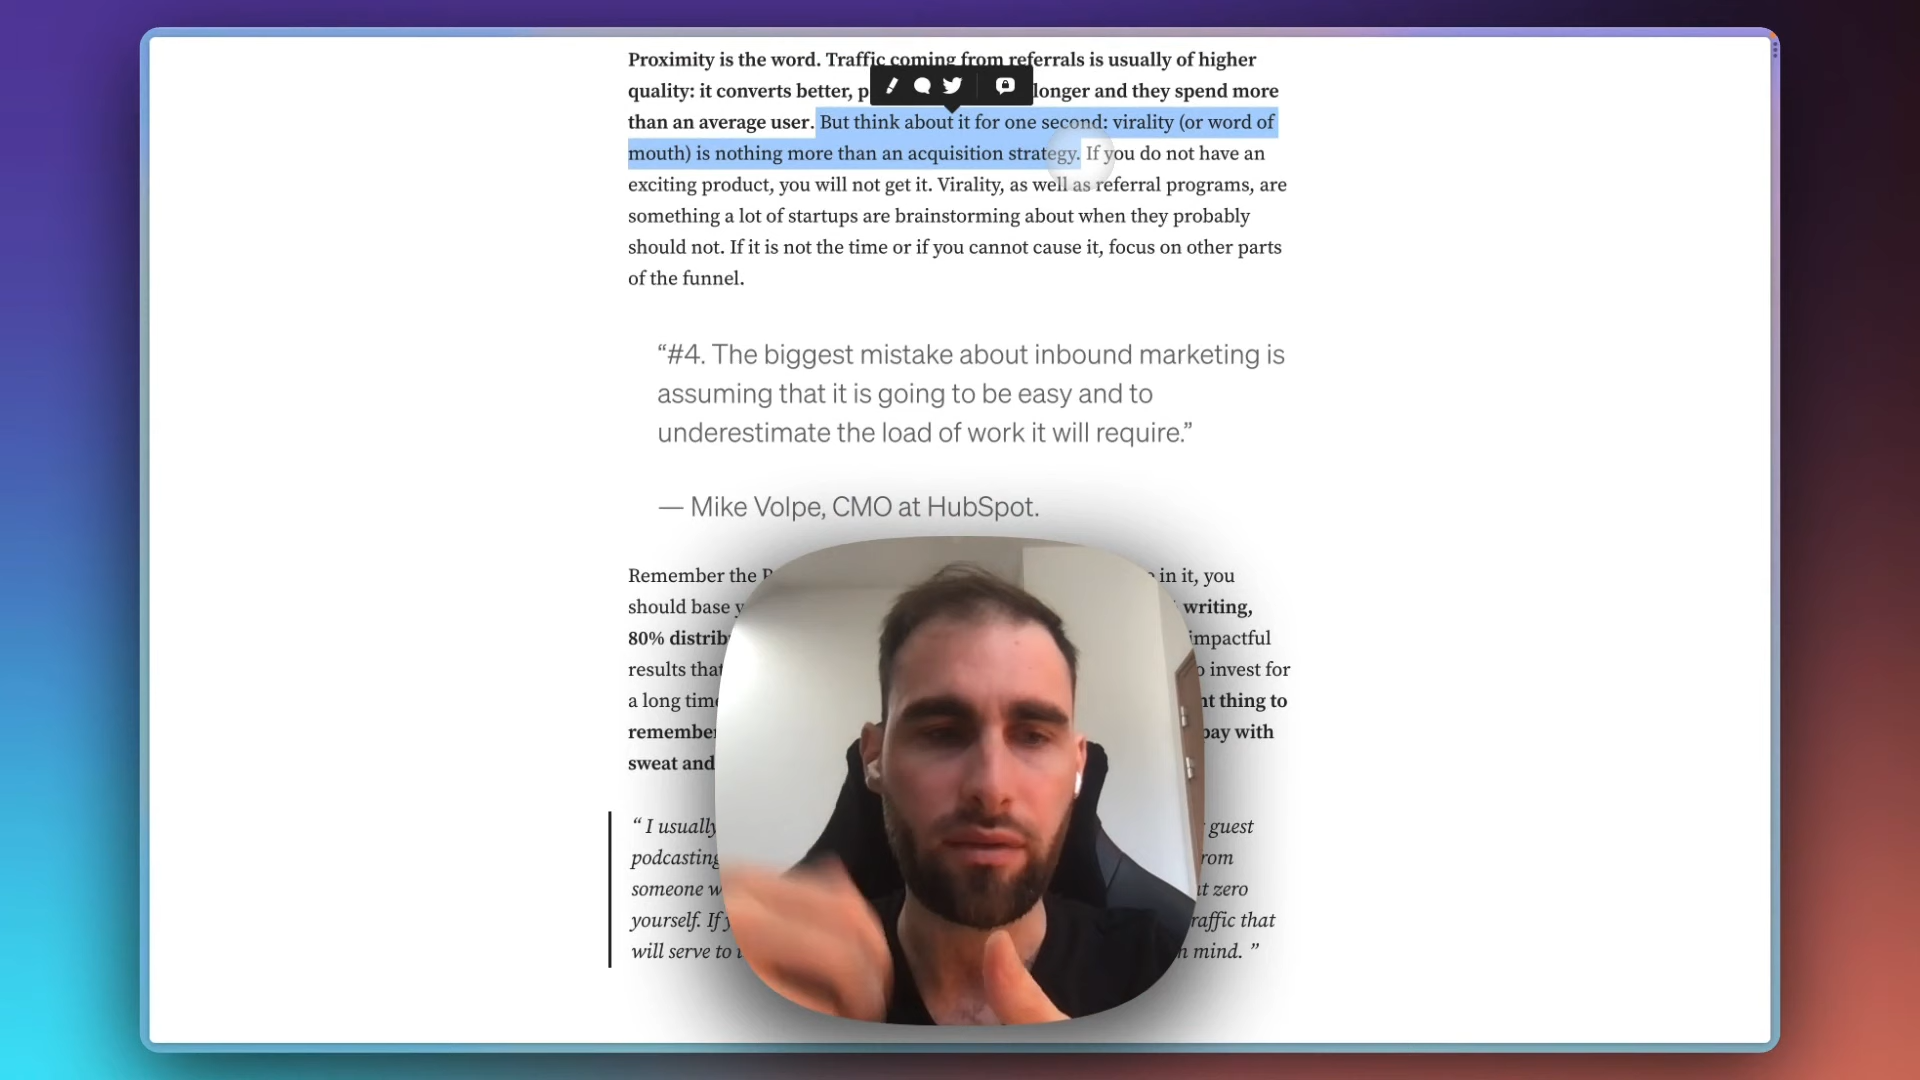 Proximity is the word. Traffic coming from referrals is usually of higher
quality: it converts better, longer and they spend more
than an average user. But think about it for one second: virality (or word of
mouth) is nothing more than an acquisition strategy. If you do not have an
exciting product, you will not get it. Virality, as well as referral programs, are
something a lot of startups are brainstorming about when they probably
should not. If it is not the time or if you cannot cause it, focus on other parts
of the funnel.
“#4. The biggest mistake about inbound marketing is
assuming that it is going to be easy and to
underestimate the load of work it will require.”
— Mike Volpe, CMO at HubSpot.
Remember the in it, you
should base writing,
80% impactful
results invest for
a long thing to
pay with
sweat and
“ I usually guest
podcasting
someone zero
yourself. If that
will serve to mind. ”